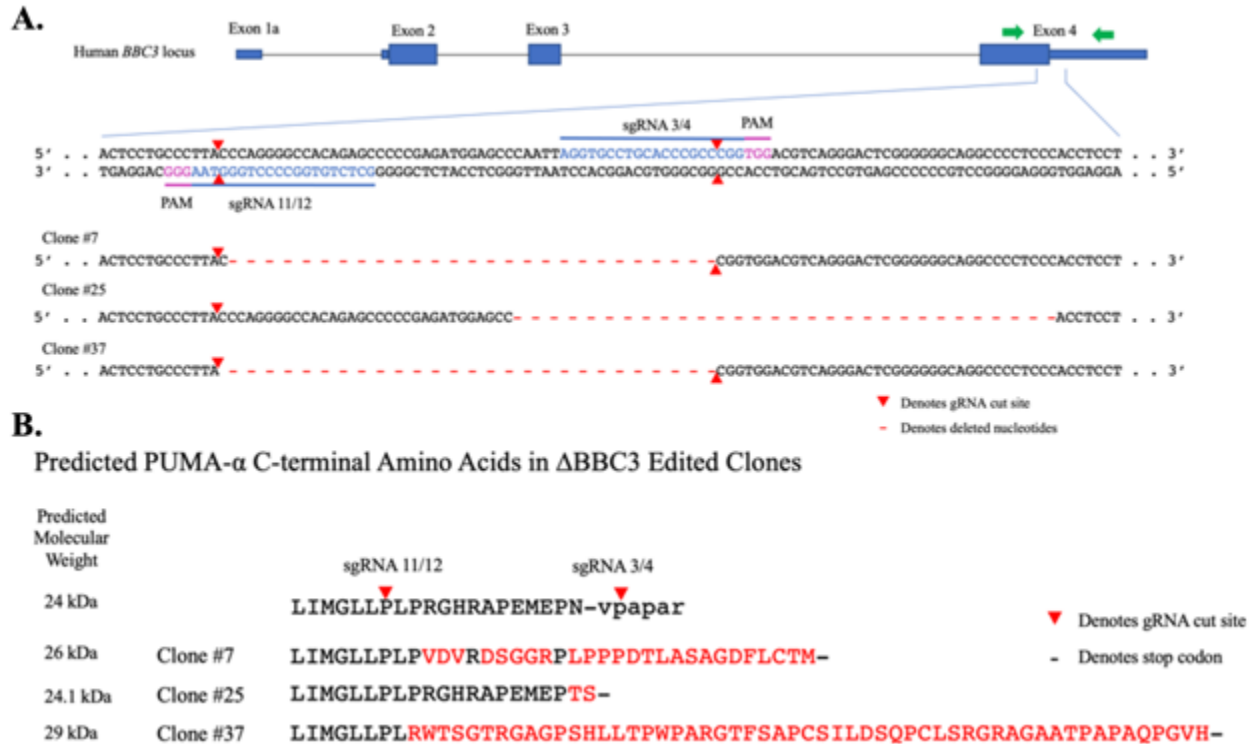 A.
Exon 1a Exon 2 Exon 3 Exon 4
Human BBC3 locus
sgRNA 3/4 PAM
5’ . . ACTCCTGCCCTTACCCAGGGGCCACAGAGCCCCCGAGATGGAGCCCAATTAGGTGCCTGCACCCGCCCGGTGGACGTCAGGGACTCGGGGGGCAGGCCCCTCCCACCTCCT . . 3’
3’ . . TGAGGACGGGAATGGGTCCCCGGTGTCTCGGGGGCTCTACCTCGGGTTAATCCACGGACGTGGGCGGGCCACCTGCAGTCCGTGAGCCCCCCGTCCGGGGAGGGTGGAGGA . . 5’
PAM sgRNA 11/12
Clone #7
5’ . . ACTCCTGCCCTTAC- - - - - - - - - - - - - - - - - - - - - - - - - - - - - -CGGTGGACGTCAGGGACTCGGGGGGCAGGCCCCTCCCACCTCCT . . 3’
Clone #25
5’ . . ACTCCTGCCCTTACCCAGGGGCCACAGAGCCCCCGAGATGGAGCC- - - - - - - - - - - - - - - - - - - - - - - - - - - - - - - - - -ACCTCCT . . 3’
Clone #37
5’ . . ACTCCTGCCCTTA- - - - - - - - - - - - - - - - - - - - - - - - - - - - - - -CGGTGGACGTCAGGGACTCGGGGGGCAGGCCCCTCCCACCTCCT . . 3’
Denotes gRNA cut site
- Denotes deleted nucleotides
B.
Predicted PUMA-α C-terminal Amino Acids in ΔBBC3 Edited Clones
Predicted
Molecular
Weight
sgRNA 11/12 sgRNA 3/4
24 kDa LIMGLLPLPRGHRAPEMEPN-vpapar
Denotes gRNA cut site
26 kDa Clone #7 LIMGLLPLPVDVRDSGGRPLPPPDTLASAGDFLCTM-
- Denotes stop codon
24.1 kDa Clone #25 LIMGLLPLPRGHRAPEMEPTS-
29 kDa Clone #37 LIMGLLPLRWTSGTRGAGPSHLLTPWPARGTFSAPCSILDSQPCLSRGRAGAATPAPAQPGVH-